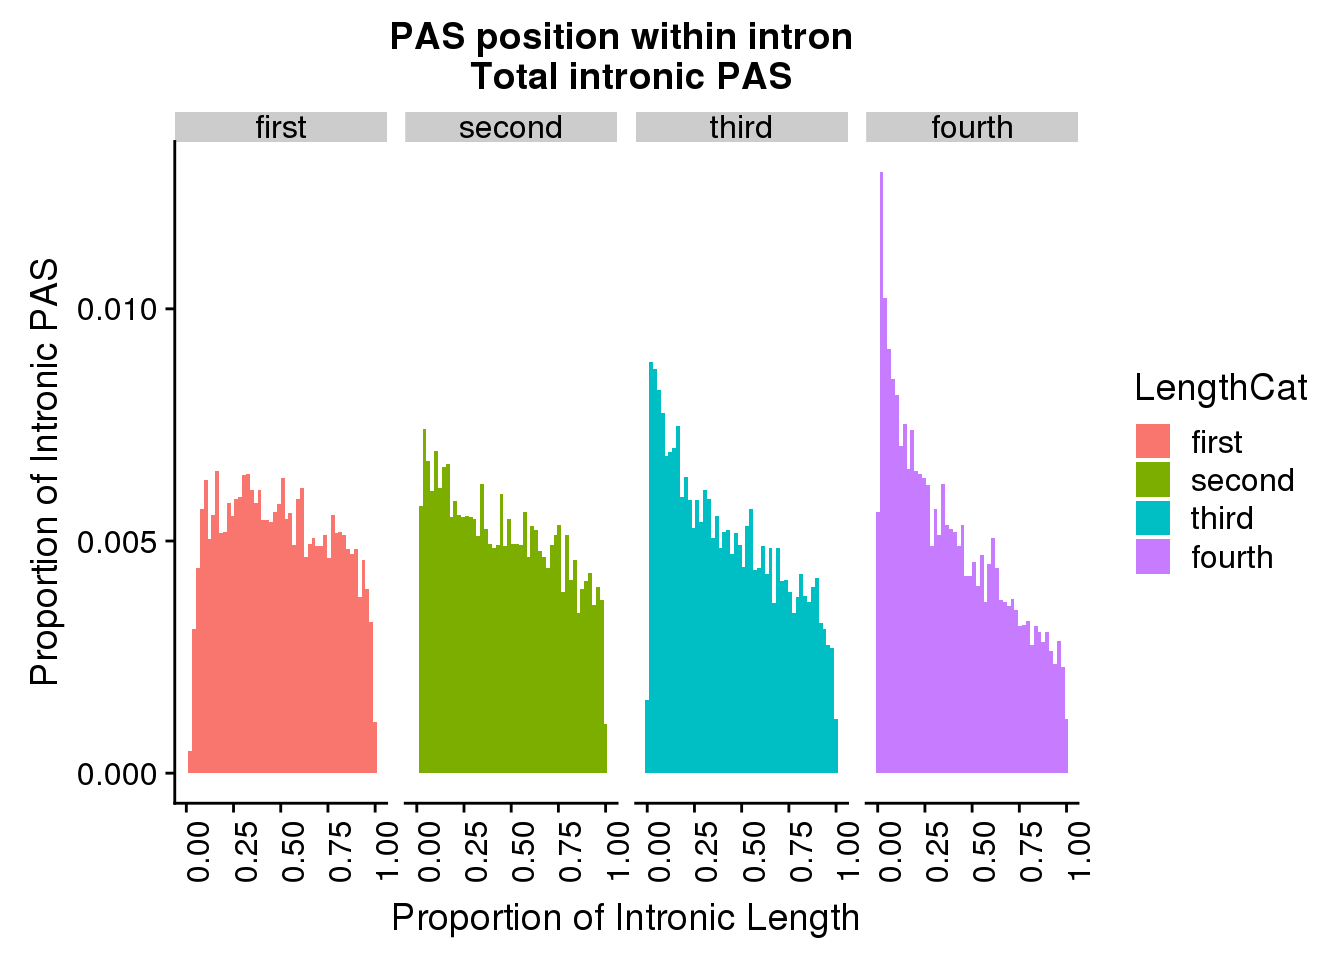 PAS position within intron
Total intronic PAS
first second third fourth
Proportion of Intronic PAS
0.010
0.005
0.000
0.00 0.25 0.50 0.75 1.00 0.00 0.25 0.50 0.75 1.00 0.00 0.25 0.50 0.75 1.00 0.00 0.25 0.50 0.75 1.00
Proportion of Intronic Length
LengthCat
first
second
third
fourth